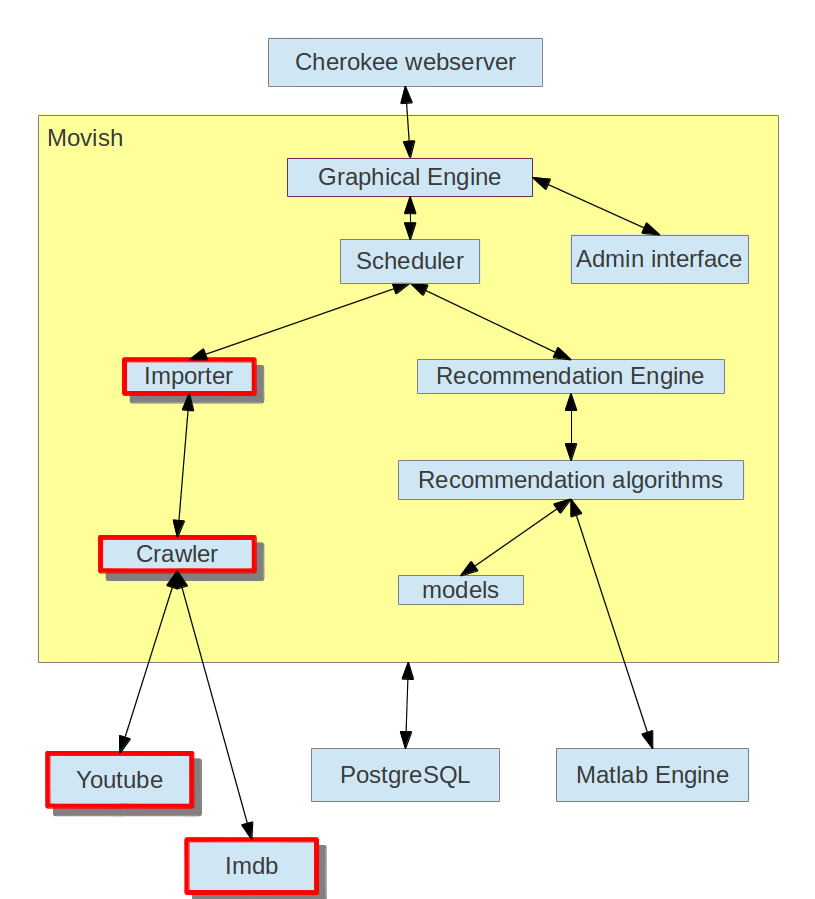 Cherokee webserver
Movish
Graphical Engine
Scheduler
Admin interface
Importer
Recommendation Engine
Recommendation algorithms
Crawler
models
Youtube
PostgreSQL
Matlab Engine
Imdb